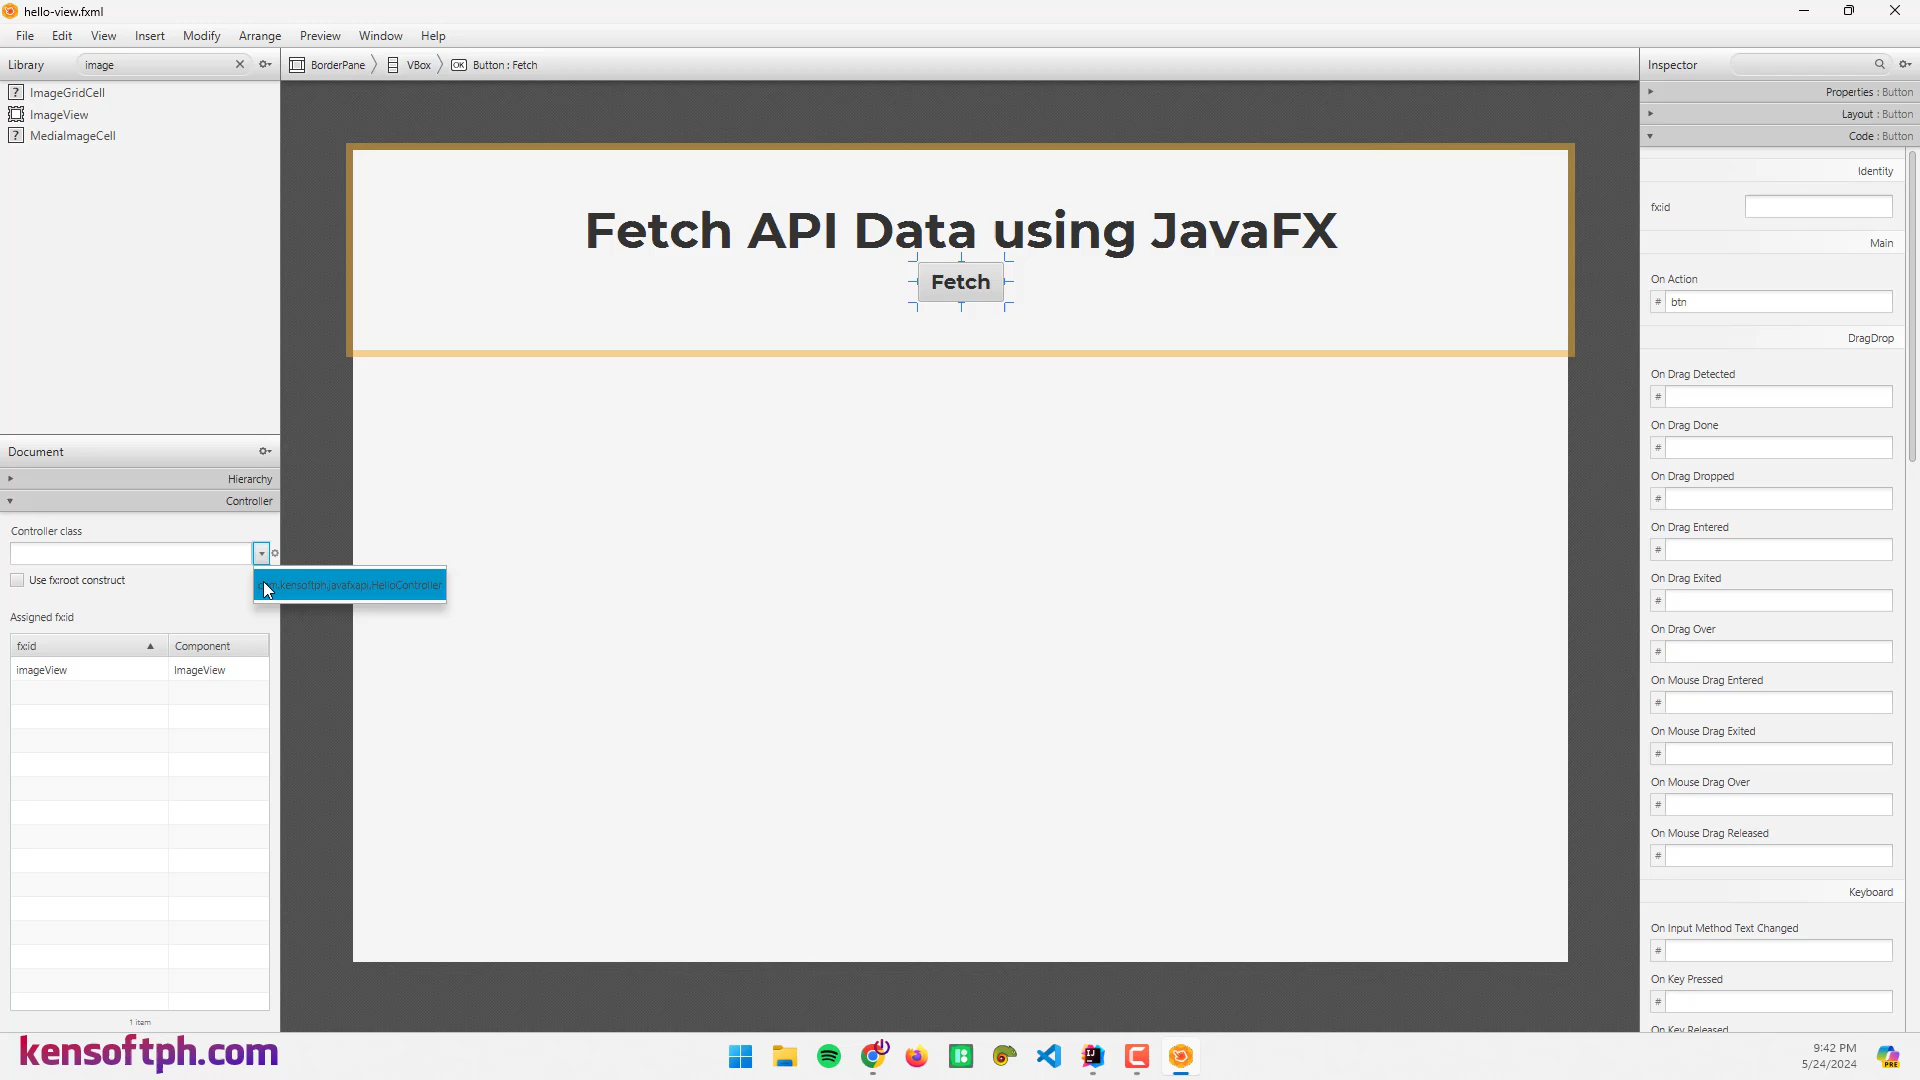 hello-view.fxml
File Edit View Insert Modify Arrange Preview Window Help
Library image
ImageGridCell
ImageView
MediaImageCell
BorderPane VBox OK Button : Fetch
Fetch API Data using JavaFX
Fetch
Document
Hierarchy
Controller
Controller class
.kensoftph.javafxapi.HelloController
Use fx:root construct
Assigned fx:id
fx:id Component
imageView ImageView
1 item
Inspector
Properties : Button
Layout : Button
Code : Button
Identity
fx:id
Main
On Action
# btn
DragDrop
On Drag Detected
#
On Drag Done
#
On Drag Dropped
#
On Drag Entered
#
On Drag Exited
#
On Drag Over
#
On Mouse Drag Entered
#
On Mouse Drag Exited
#
On Mouse Drag Over
#
On Mouse Drag Released
#
Keyboard
On Input Method Text Changed
#
On Key Pressed
#
On Key Released
kensoftph.com
9:42 PM
5/24/2024
PRE